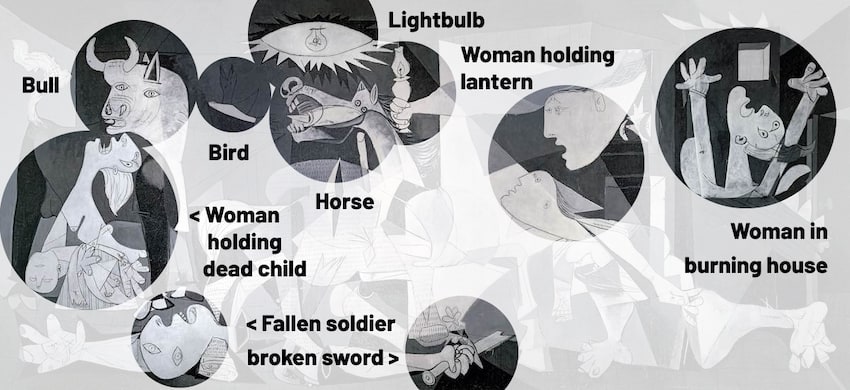 Lightbulb
Woman holding
lantern
Bull
Bird
Horse
< Woman
holding
dead child
Woman in
burning house
< Fallen soldier
broken sword >